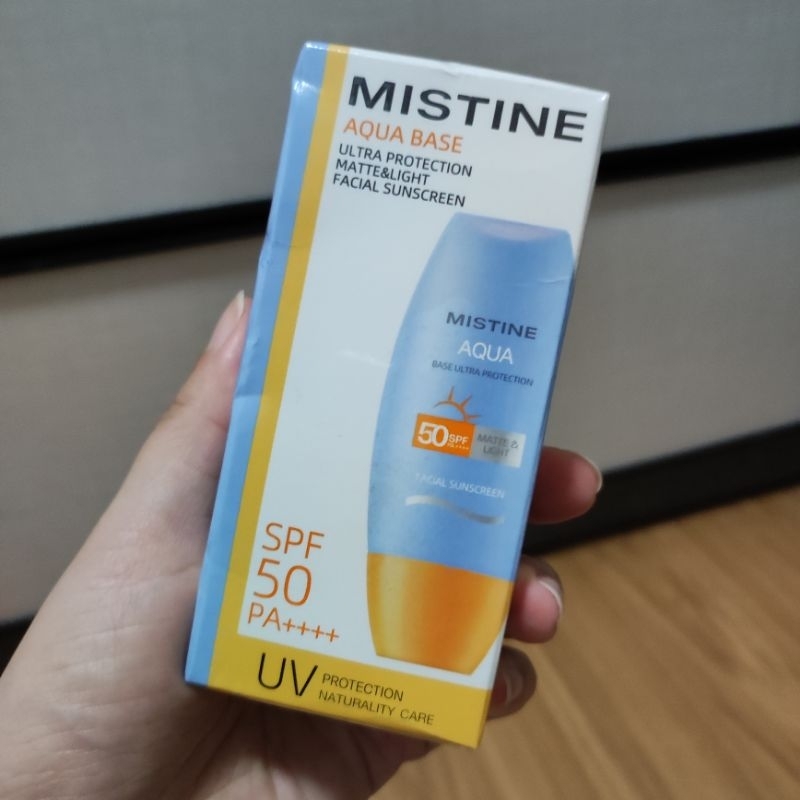 MISTINE
AQUA BASE
ULTRA PROTECTION
MATTE&LIGHT
FACIAL SUNSCREEN
MISTINE
AQUA
BASE ULTRA PROTECTION
50 SPF
PA++++
MATTE &
LIGHT
FACIAL SUNSCREEN
SPF
50
PA++++
UV PROTECTION
NATURALITY CARE